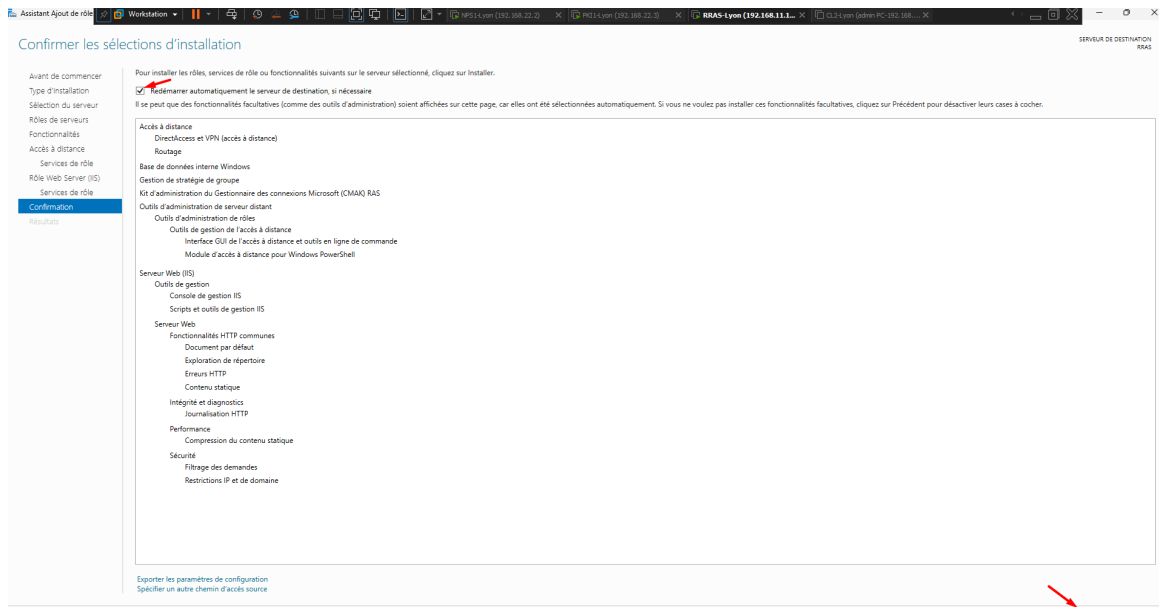 Assistant Ajout de rôle
Workstation
NPS1-Lyon (192.168.22.2)
PKI1-Lyon (192.168.22.3)
RRAS-Lyon (192.168.11.1...
CL2-Lyon (admin PC-192.168....
Confirmer les sélections d'installation
SERVEUR DE DESTINATION
RRAS
Avant de commencer
Type d'installation
Sélection du serveur
Rôles de serveurs
Fonctionnalités
Accès à distance
Services de rôle
Rôle Web Server (IIS)
Services de rôle
Confirmation
Résultats
Pour installer les rôles, services de rôle ou fonctionnalités suivants sur le serveur sélectionné, cliquez sur Installer.
Redémarrer automatiquement le serveur de destination, si nécessaire
Il se peut que des fonctionnalités facultatives (comme des outils d'administration) soient affichées sur cette page, car elles ont été sélectionnées automatiquement. Si vous ne voulez pas installer ces fonctionnalités facultatives, cliquez sur Précédent pour désactiver leurs cases à cocher.
Accès à distance
DirectAccess et VPN (accès à distance)
Routage
Base de données interne Windows
Gestion de stratégie de groupe
Kit d'administration du Gestionnaire des connexions Microsoft (CMAK) RAS
Outils d'administration de serveur distant
Outils d'administration de rôles
Outils de gestion de l'accès à distance
Interface GUI de l'accès à distance et outils en ligne de commande
Module d'accès à distance pour Windows PowerShell
Serveur Web (IIS)
Outils de gestion
Console de gestion IIS
Scripts et outils de gestion IIS
Serveur Web
Fonctionnalités HTTP communes
Document par défaut
Exploration de répertoire
Erreurs HTTP
Contenu statique
Intégrité et diagnostics
Journalisation HTTP
Performance
Compression du contenu statique
Sécurité
Filtrage des demandes
Restrictions IP et de domaine
Exporter les paramètres de configuration
Spécifier un autre chemin d'accès source